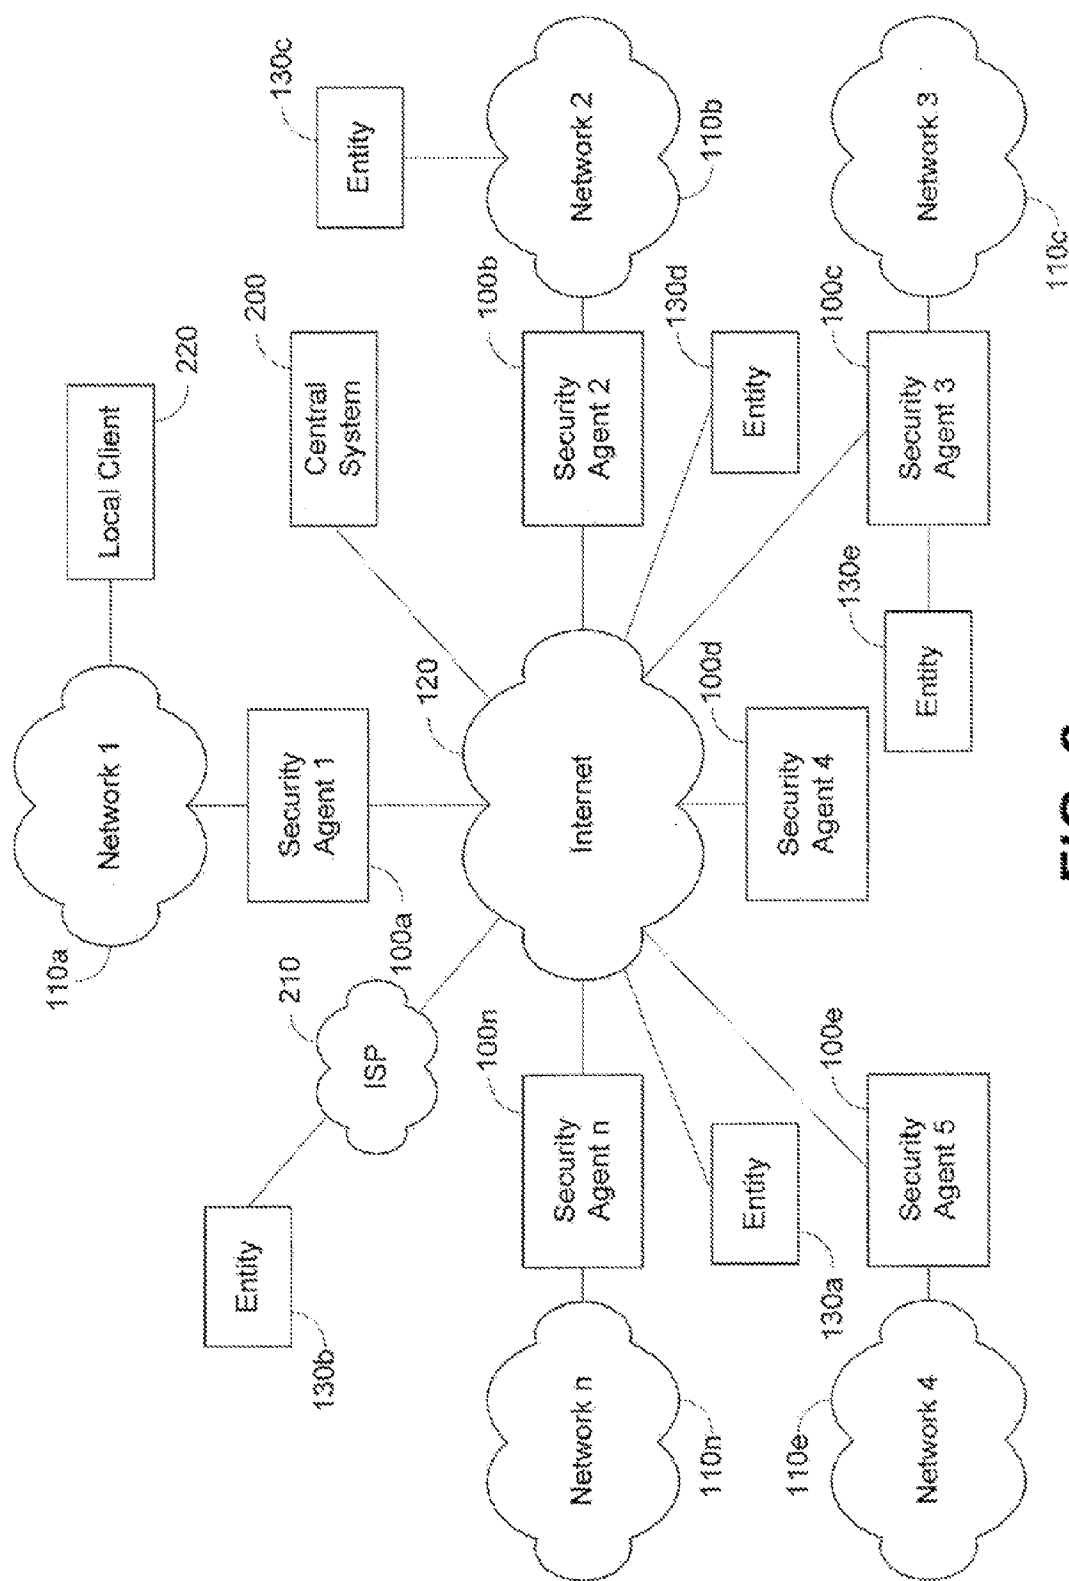 110a
Network 1
Local Client
220
130b
Entity
210
ISP
100a
Security
Agent 1
120
Central
System
200
Entity
130c
Network n
110n
Security
Agent n
100n
Internet
Security
Agent 2
100b
Network 2
110b
Entity
130a
Security
Agent 4
100d
Entity
130d
110e
Network 4
Security
Agent 5
100e
Entity
130e
Security
Agent 3
100c
Network 3
110c